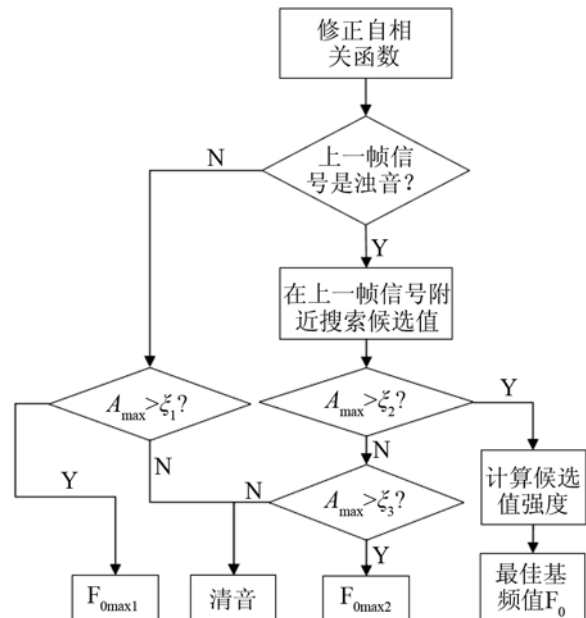 修正自相
关函数
N
上一帧信
号是浊音？
Y
在上一帧信号附
近搜索候选值
A_max>ξ_1?
A_max>ξ_2?
Y
N
N
Y
N
A_max>ξ_3?
计算候选
值强度
Y
F_0max1
清音
F_0max2
最佳基
频值F_0